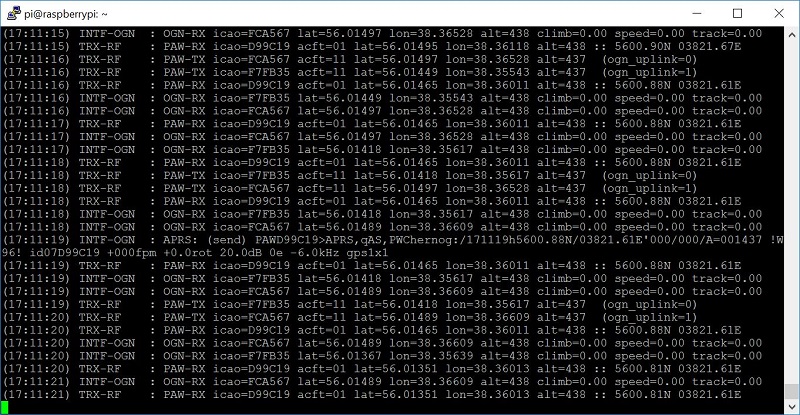 pi@raspberrypi: ~
(17:11:15) INTF-OGN  : OGN-RX icao=FCA567 lat=56.01497 lon=38.36528 alt=438 climb=0.00 speed=0.00 track=0.00
(17:11:15) TRX-RF    : PAW-RX icao=D99C19 acft=01 lat=56.01495 lon=38.36118 alt=438 :: 5600.90N 03821.67E
(17:11:16) TRX-RF    : PAW-TX icao=FCA567 acft=11 lat=56.01497 lon=38.36528 alt=437  (ogn_uplink=0)
(17:11:16) TRX-RF    : PAW-TX icao=F7FB35 acft=11 lat=56.01449 lon=38.35543 alt=437  (ogn_uplink=1)
(17:11:16) TRX-RF    : PAW-RX icao=D99C19 acft=01 lat=56.01465 lon=38.36011 alt=438 :: 5600.88N 03821.61E
(17:11:16) INTF-OGN  : OGN-RX icao=F7FB35 lat=56.01449 lon=38.35543 alt=438 climb=0.00 speed=0.00 track=0.00
(17:11:16) INTF-OGN  : OGN-RX icao=FCA567 lat=56.01497 lon=38.36528 alt=438 climb=0.00 speed=0.00 track=0.00
(17:11:17) TRX-RF    : PAW-RX icao=D99C19 acft=01 lat=56.01465 lon=38.36011 alt=438 :: 5600.88N 03821.61E
(17:11:17) INTF-OGN  : OGN-RX icao=FCA567 lat=56.01497 lon=38.36528 alt=438 climb=0.00 speed=0.00 track=0.00
(17:11:17) INTF-OGN  : OGN-RX icao=F7FB35 lat=56.01418 lon=38.35617 alt=438 climb=0.00 speed=0.00 track=0.00
(17:11:18) TRX-RF    : PAW-RX icao=D99C19 acft=01 lat=56.01465 lon=38.36011 alt=438 :: 5600.88N 03821.61E
(17:11:18) TRX-RF    : PAW-TX icao=F7FB35 acft=11 lat=56.01418 lon=38.35617 alt=437  (ogn_uplink=0)
(17:11:18) TRX-RF    : PAW-TX icao=FCA567 acft=11 lat=56.01497 lon=38.36528 alt=437  (ogn_uplink=1)
(17:11:18) INTF-OGN  : OGN-RX icao=F7FB35 lat=56.01418 lon=38.35617 alt=438 climb=0.00 speed=0.00 track=0.00
(17:11:18) INTF-OGN  : OGN-RX icao=FCA567 lat=56.01489 lon=38.36609 alt=438 climb=0.00 speed=0.00 track=0.00
(17:11:19) INTF-OGN  : APRS: (send) PAWD99C19>APRS,qAS,PWChernog:/171119h5600.88N/03821.61E'000/000/A=001437 !W
96! id07D99C19 +000fpm +0.0rot 20.0dB 0e -6.0kHz gps1x1
(17:11:19) TRX-RF    : PAW-RX icao=D99C19 acft=01 lat=56.01465 lon=38.36011 alt=438 :: 5600.88N 03821.61E
(17:11:19) INTF-OGN  : OGN-RX icao=F7FB35 lat=56.01418 lon=38.35617 alt=438 climb=0.00 speed=0.00 track=0.00
(17:11:19) INTF-OGN  : OGN-RX icao=FCA567 lat=56.01489 lon=38.36609 alt=438 climb=0.00 speed=0.00 track=0.00
(17:11:19) TRX-RF    : PAW-TX icao=F7FB35 acft=11 lat=56.01418 lon=38.35617 alt=437  (ogn_uplink=0)
(17:11:20) TRX-RF    : PAW-TX icao=FCA567 acft=11 lat=56.01489 lon=38.36609 alt=437  (ogn_uplink=1)
(17:11:20) TRX-RF    : PAW-RX icao=D99C19 acft=01 lat=56.01465 lon=38.36011 alt=438 :: 5600.88N 03821.61E
(17:11:20) INTF-OGN  : OGN-RX icao=FCA567 lat=56.01489 lon=38.36609 alt=438 climb=0.00 speed=0.00 track=0.00
(17:11:20) INTF-OGN  : OGN-RX icao=F7FB35 lat=56.01367 lon=38.35639 alt=438 climb=0.00 speed=0.00 track=0.00
(17:11:20) TRX-RF    : PAW-RX icao=D99C19 acft=01 lat=56.01351 lon=38.36013 alt=438 :: 5600.81N 03821.61E
(17:11:21) INTF-OGN  : OGN-RX icao=FCA567 lat=56.01489 lon=38.36609 alt=438 climb=0.00 speed=0.00 track=0.00
(17:11:21) TRX-RF    : PAW-RX icao=D99C19 acft=01 lat=56.01351 lon=38.36013 alt=438 :: 5600.81N 03821.61E